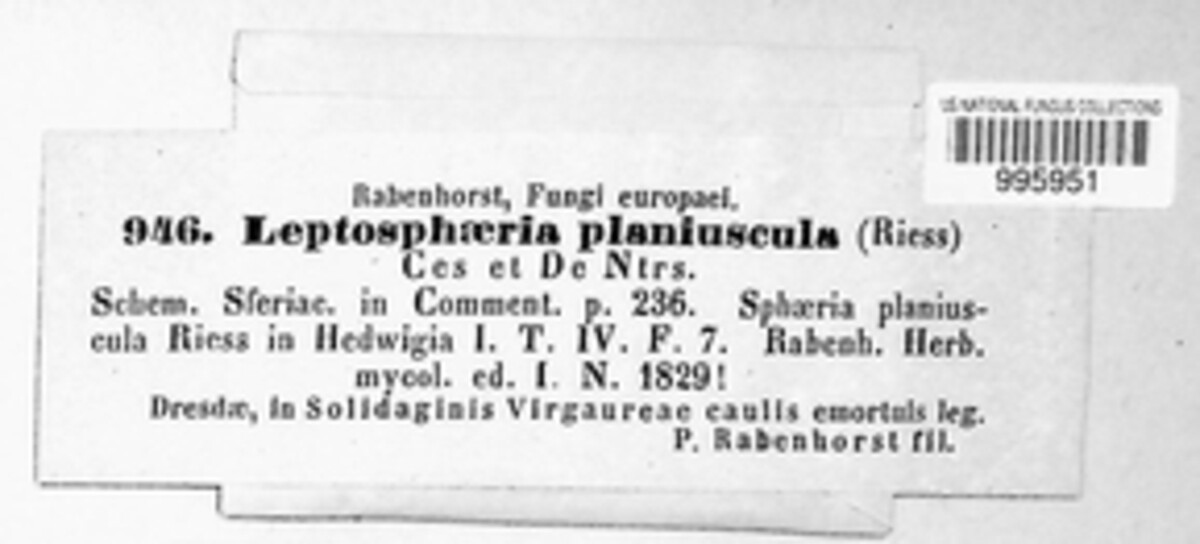 US NATIONAL FUNGUS COLLECTIONS
995951
Rabenhorst, Fungi europaei.
946. Leptosphæria planiuscula (Riess)
Ces et De Ntrs.
Schem. Sferiac. in Comment. p. 236. Sphæria planius-
cula Riess in Hedwigia I. T. IV. F. 7. Rabenh. Herb.
mycol. ed. I. N. 1829!
Dresdæ, in Solidaginis Virgaureae caulis emortuis leg.
P. Rabenhorst fil.